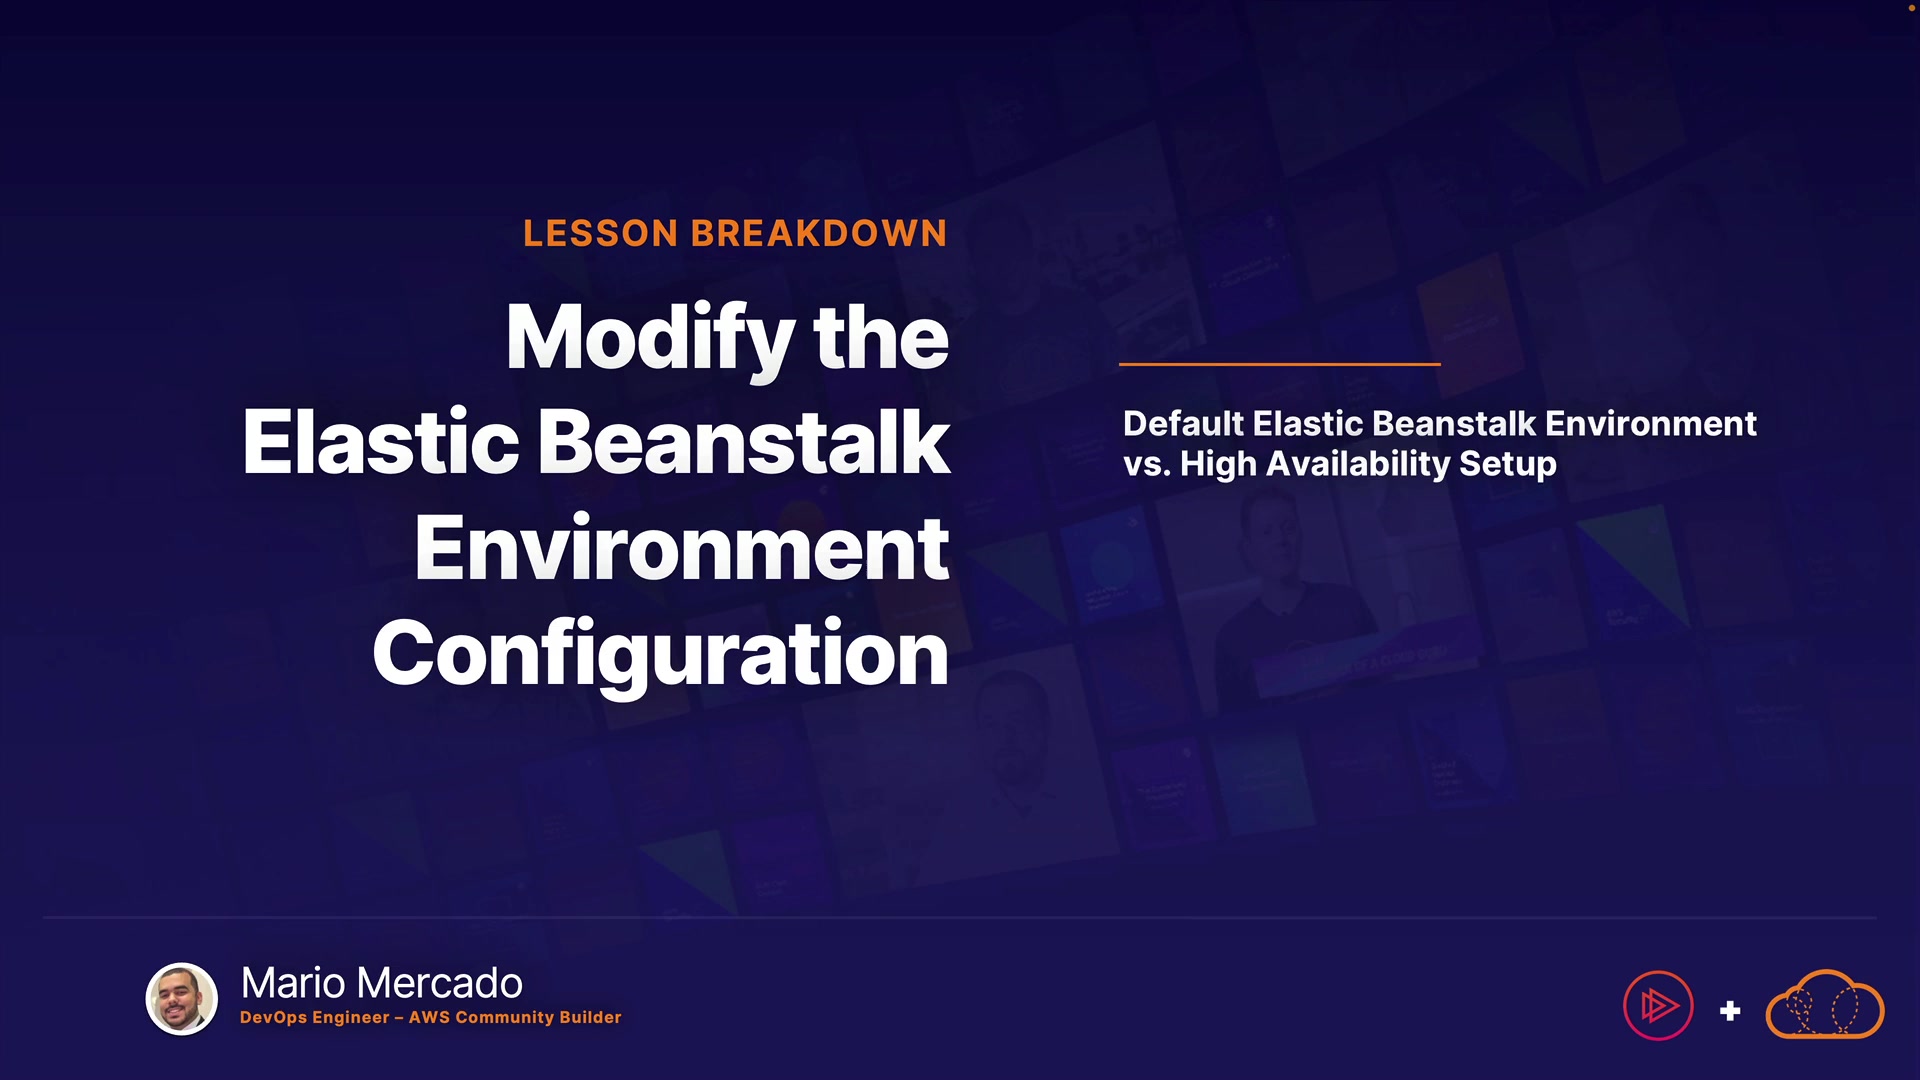 LESSON BREAKDOWN
Modify the
Elastic Beanstalk
Environment
Configuration
Default Elastic Beanstalk Environment
vs. High Availability Setup
Mario Mercado
DevOps Engineer – AWS Community Builder